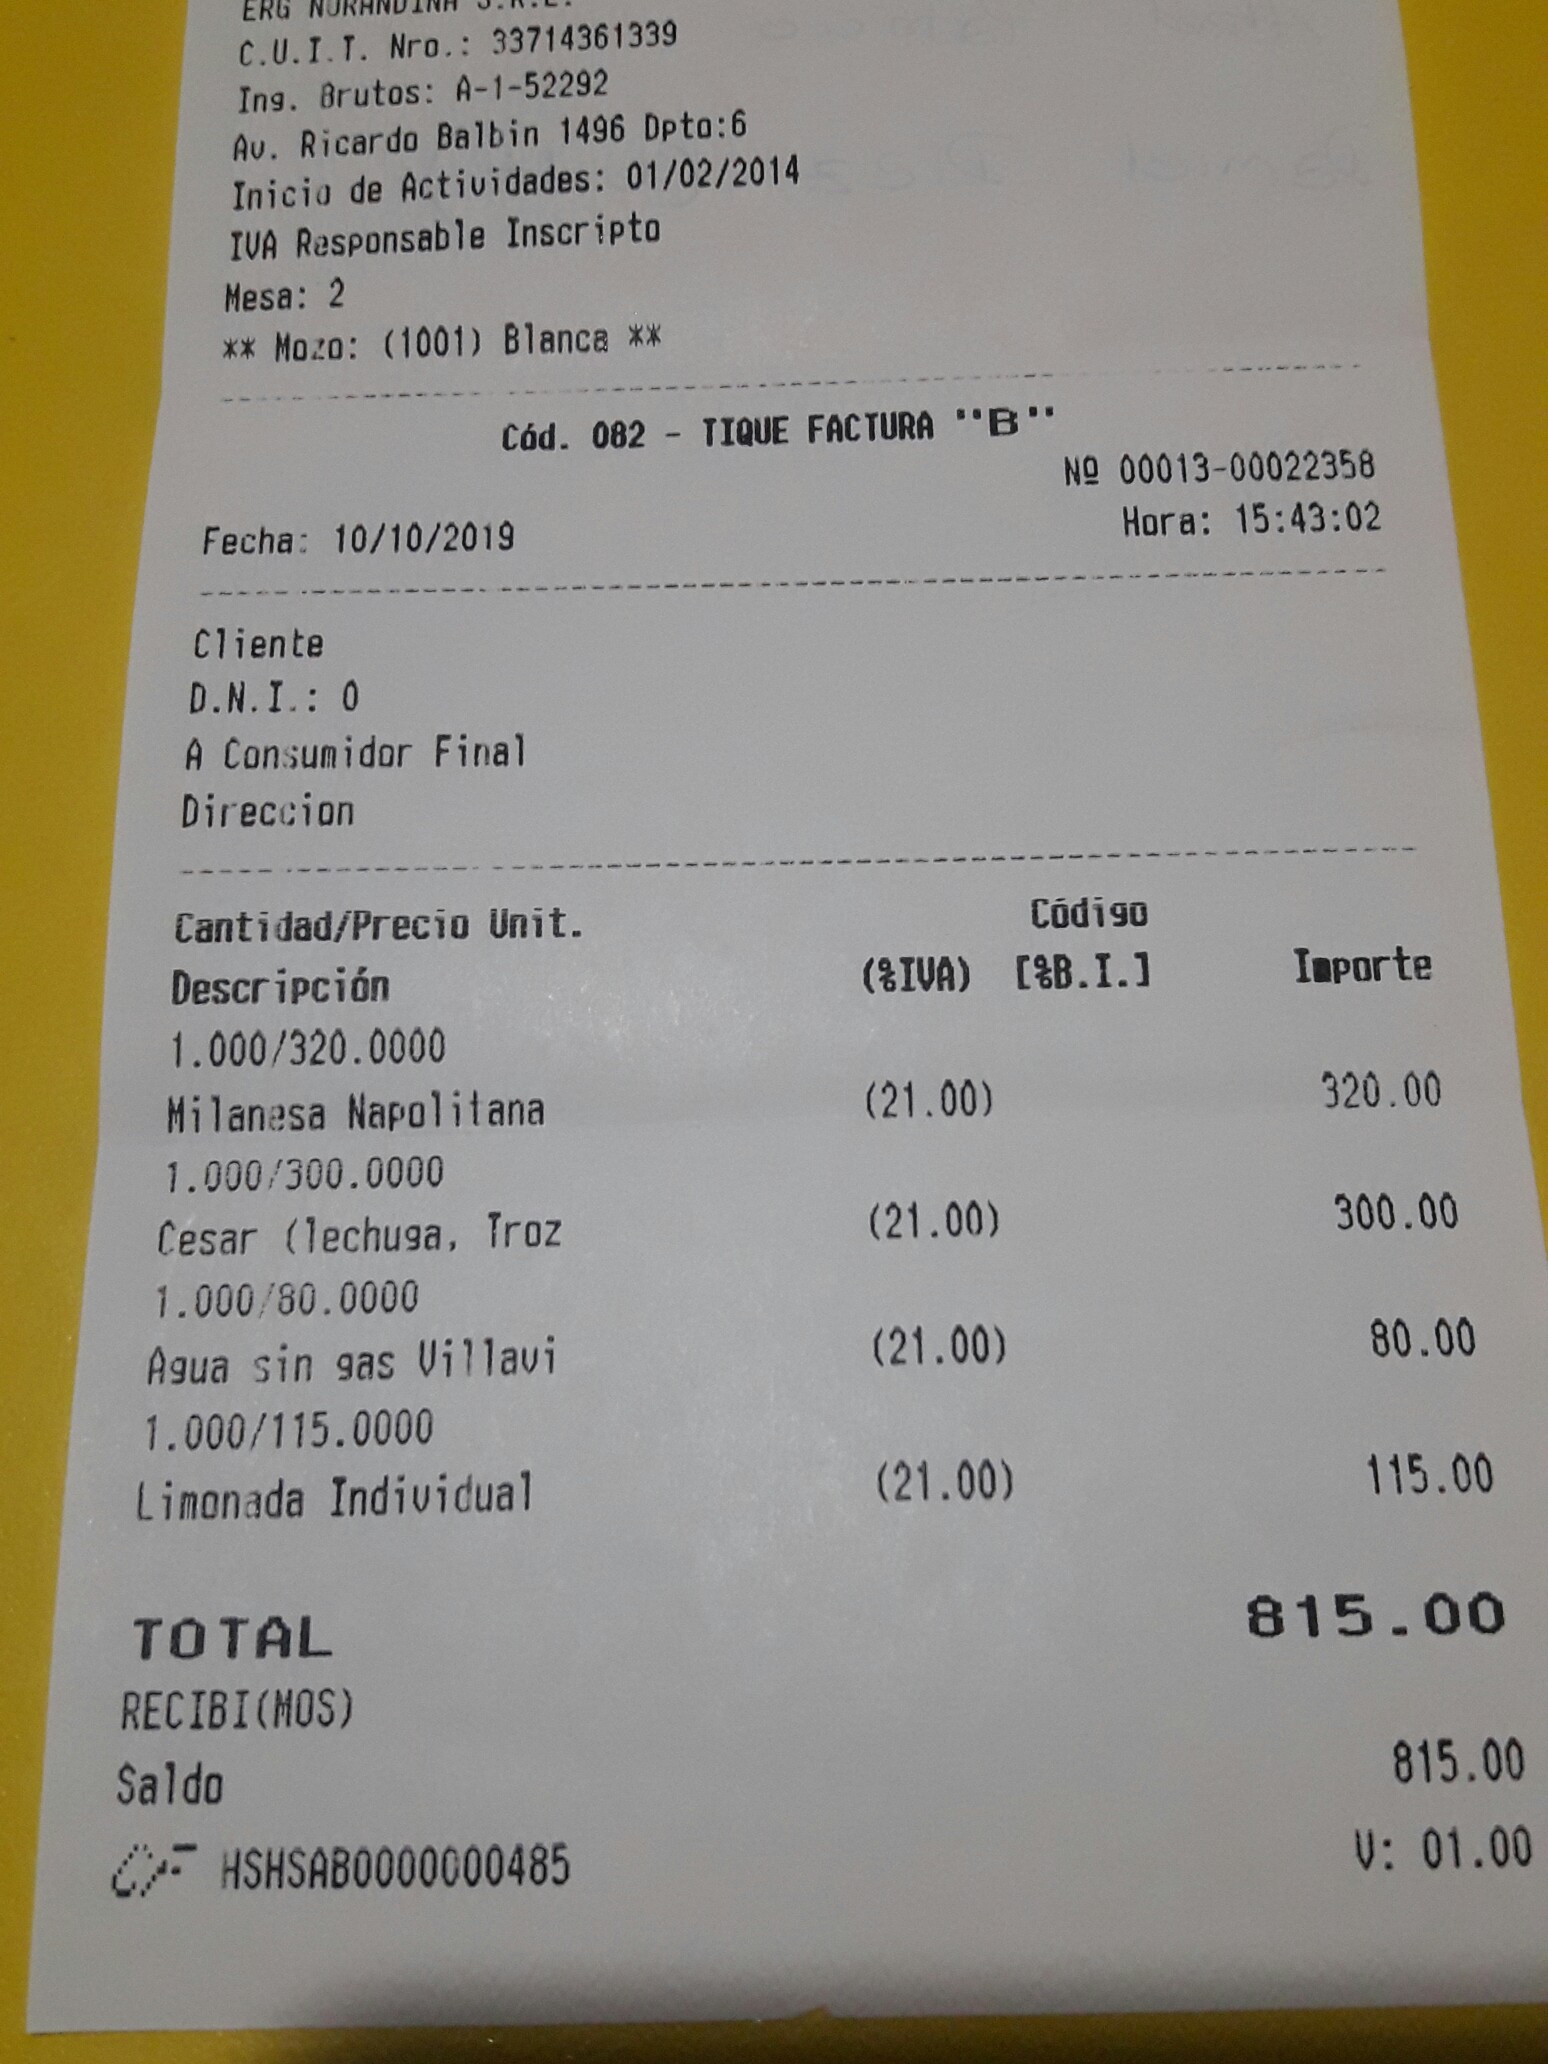 ERG NORANDINA S.R.L.
C.U.I.T. Nro.: 33714361339
Ing. Brutos: A-1-52292
Av. Ricardo Balbin 1496 Dpto:6
Inicio de Actividades: 01/02/2014
IVA Responsable Inscripto
Mesa: 2
** Mozo: (1001) Blanca **
Cód. 082 - TIQUE FACTURA "B"
Nº 00013-00022358
Fecha: 10/10/2019 Hora: 15:43:02
Cliente
D.N.I.: 0
A Consumidor Final
Direccion
Cantidad/Precio Unit. Código
Descripción (%IVA) [%B.I.] Importe
1.000/320.0000
Milanesa Napolitana (21.00) 320.00
1.000/300.0000
Cesar (lechuga, Troz (21.00) 300.00
1.000/80.0000
Agua sin gas Villavi (21.00) 80.00
1.000/115.0000
Limonada Individual (21.00) 115.00
TOTAL 815.00
RECIBI(MOS)
Saldo 815.00
CF HSHSAB0000000485 V: 01.00